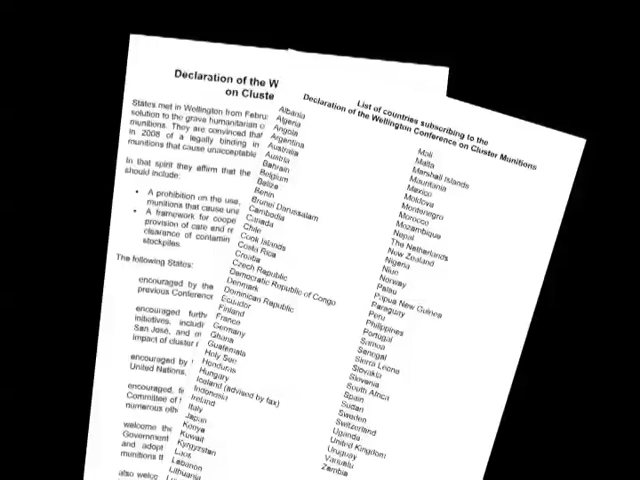 Declaration of the W
on Cluste
States met in Wellington from Februa
solution to the grave humanitarian c
munitions. They are convinced that
in 2008 of a legally binding in
munitions that cause unacceptable
In that spirit they affirm that the
should include:
• A prohibition on the use,
munitions that cause una
• A framework for coope
provision of care and re
clearance of contamin
stockpiles.
The following States:
encouraged by the
previous Conferenc
encouraged furth
initiatives, includi
San José, and
impact of cluster
encouraged by
United Nations,
encouraged,
Committee of
numerous oth
welcome the
Government
and adopt
munitions
also welco
List of countries subscribing to the
Declaration of the Wellington Conference on Cluster Munitions
Albania
Algeria
Angola
Argentina
Australia
Austria
Bahrain
Belgium
Belize
Benin
Brunei Darussalam
Cambodia
Canada
Chile
Cook Islands
Costa Rica
Croatia
Czech Republic
Democratic Republic of Congo
Denmark
Dominican Republic
Ecuador
Finland
France
Germany
Ghana
Guatemala
Holy See
Honduras
Hungary
Iceland (advised by fax)
Indonesia
Ireland
Italy
Japan
Kenya
Kuwait
Kyrgyzstan
Laos
Lebanon
Lithuania
Mali
Malta
Marshall Islands
Mauritania
Mexico
Moldova
Montenegro
Morocco
Mozambique
Nepal
The Netherlands
New Zealand
Nigeria
Niue
Norway
Palau
Papua New Guinea
Paraguay
Peru
Philippines
Portugal
Samoa
Senegal
Sierra Leone
Slovakia
Slovenia
South Africa
Spain
Sudan
Sweden
Switzerland
Uganda
United Kingdom
Uruguay
Vanuatu
Zambia